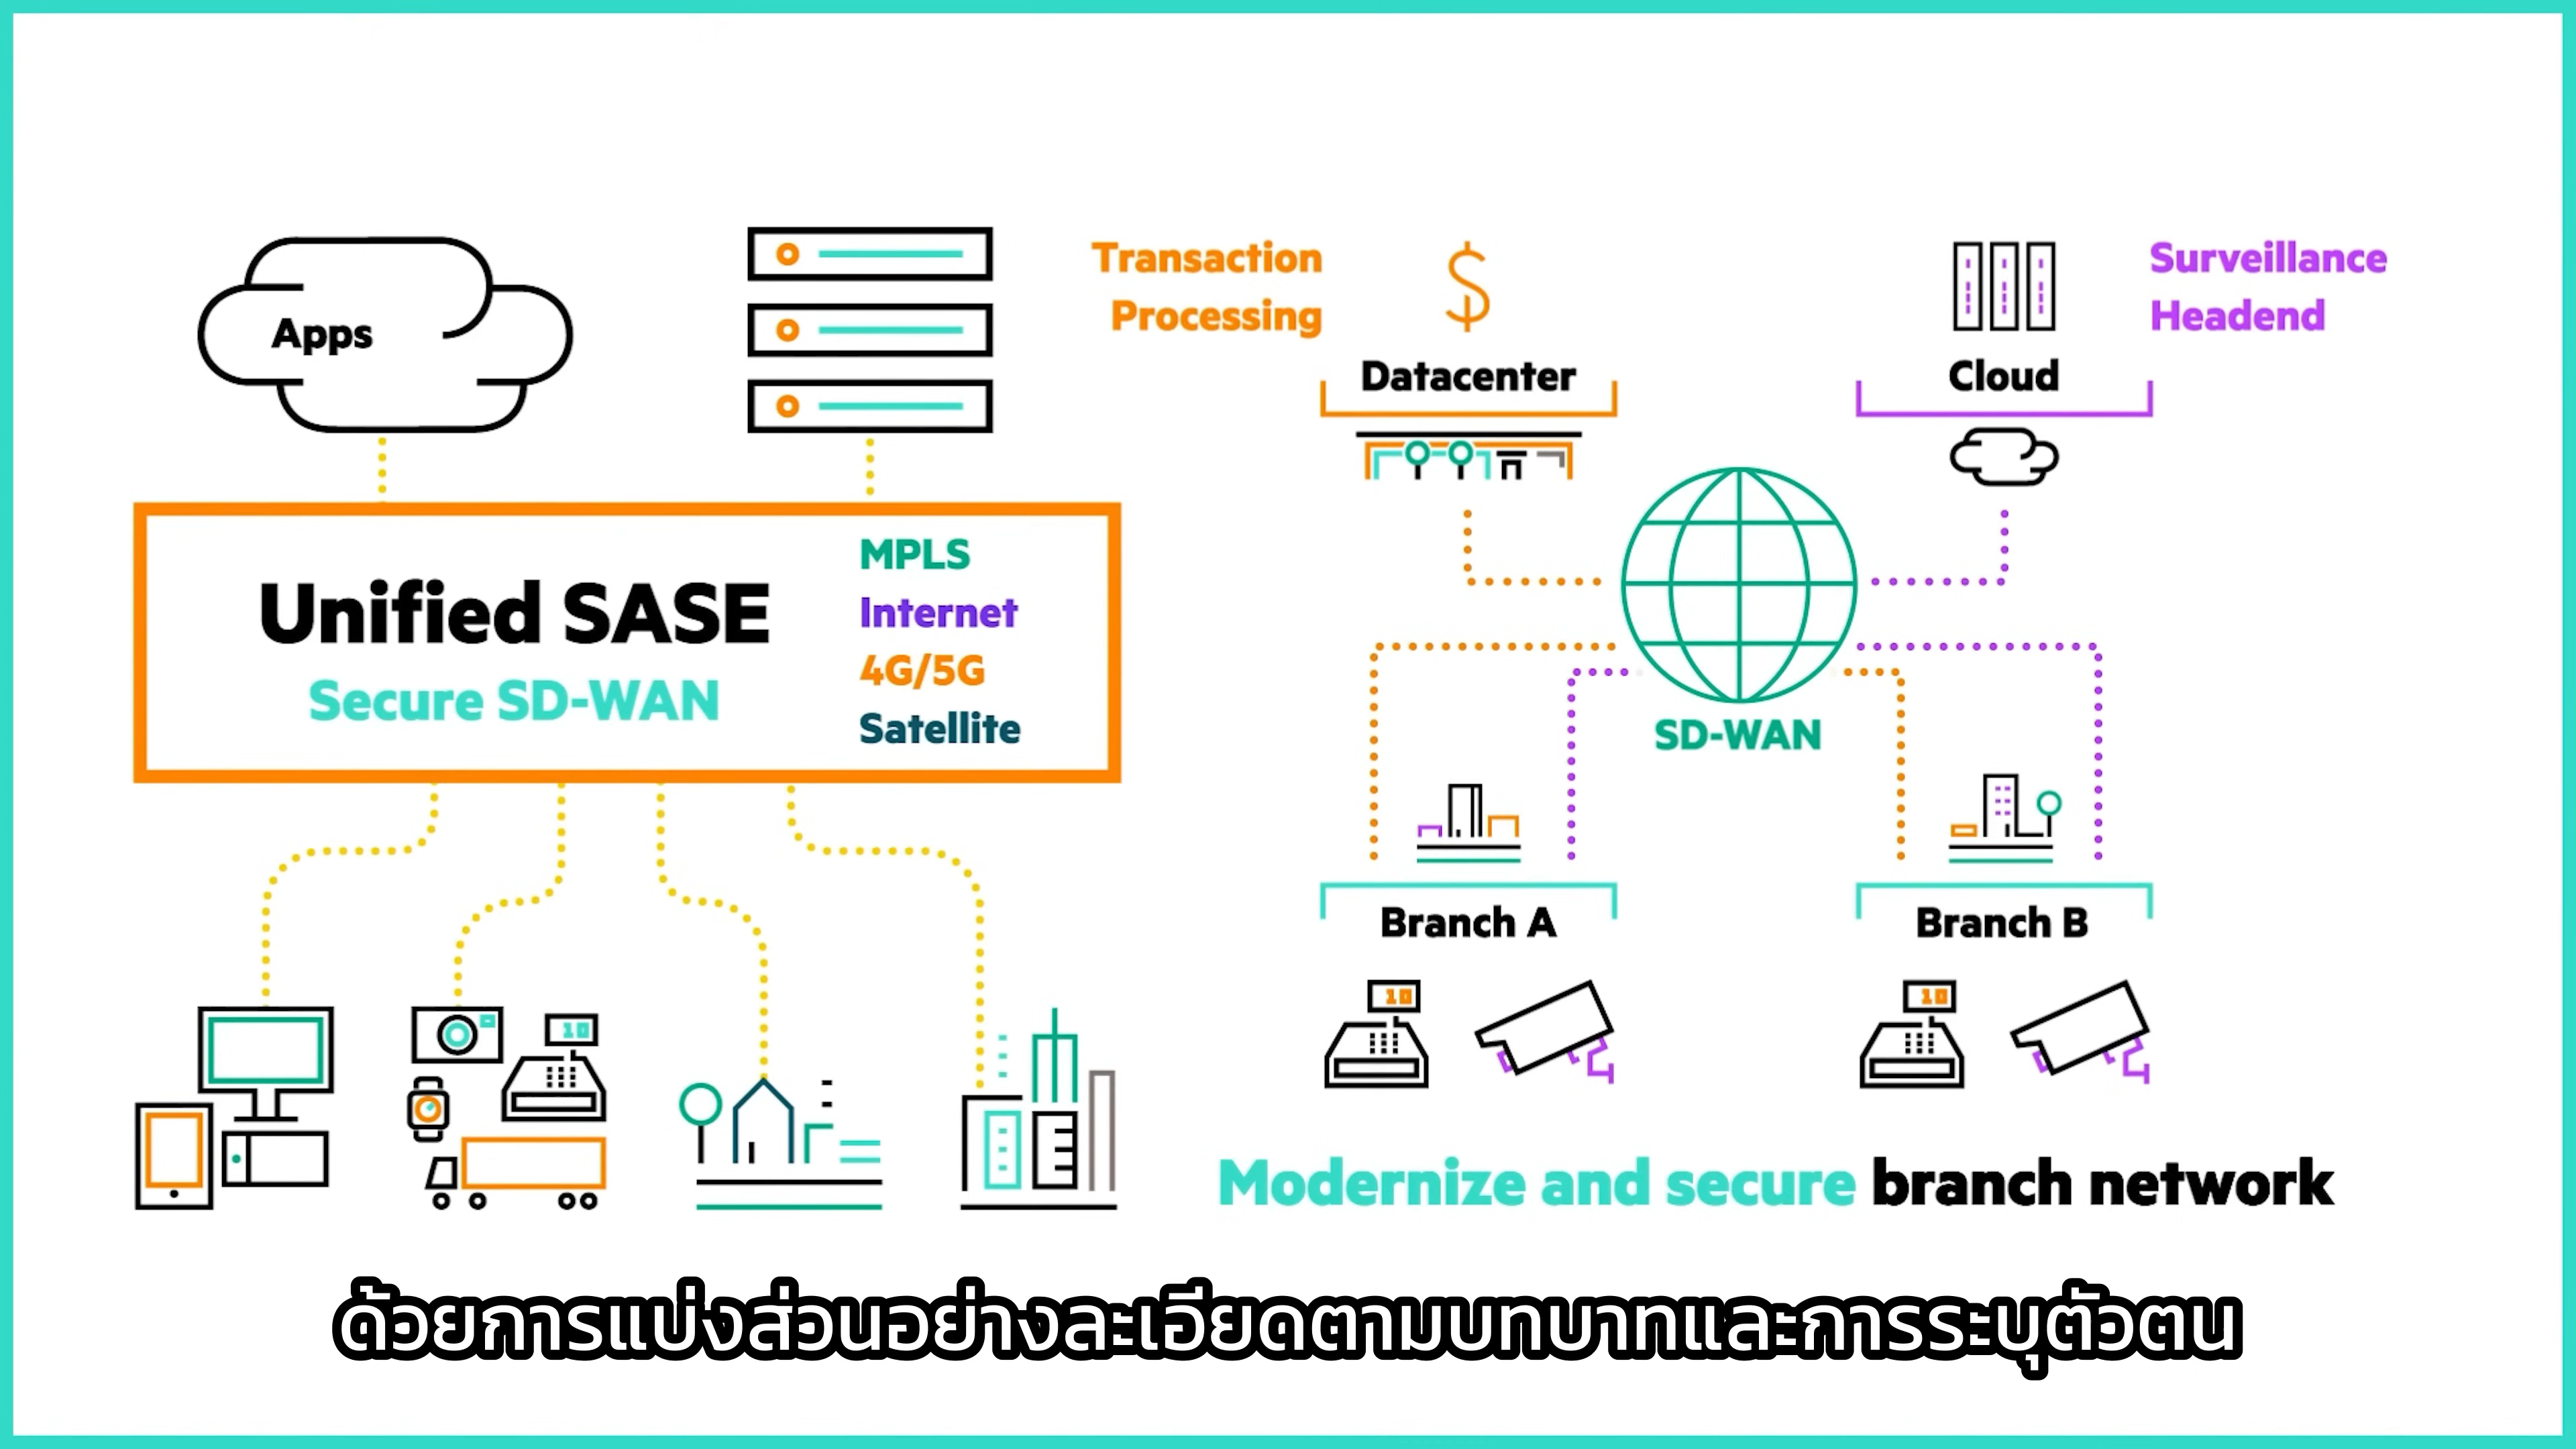 Apps
Unified SASE
Secure SD-WAN
MPLS
Internet
4G/5G
Satellite
10
Transaction
Processing
$
Datacenter
Cloud
Surveillance
Headend
SD-WAN
Branch A
Branch B
10
10
Modernize and secure branch network
ด้วยการแบ่งส่วนอย่างละเอียดตามบทบาทและการระบุตัวตน